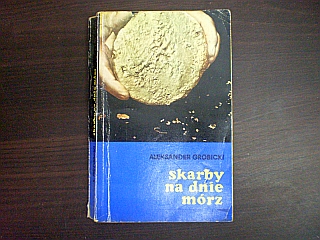 ALEKSANDER GROBICKI
skarby
na dnie
mórz